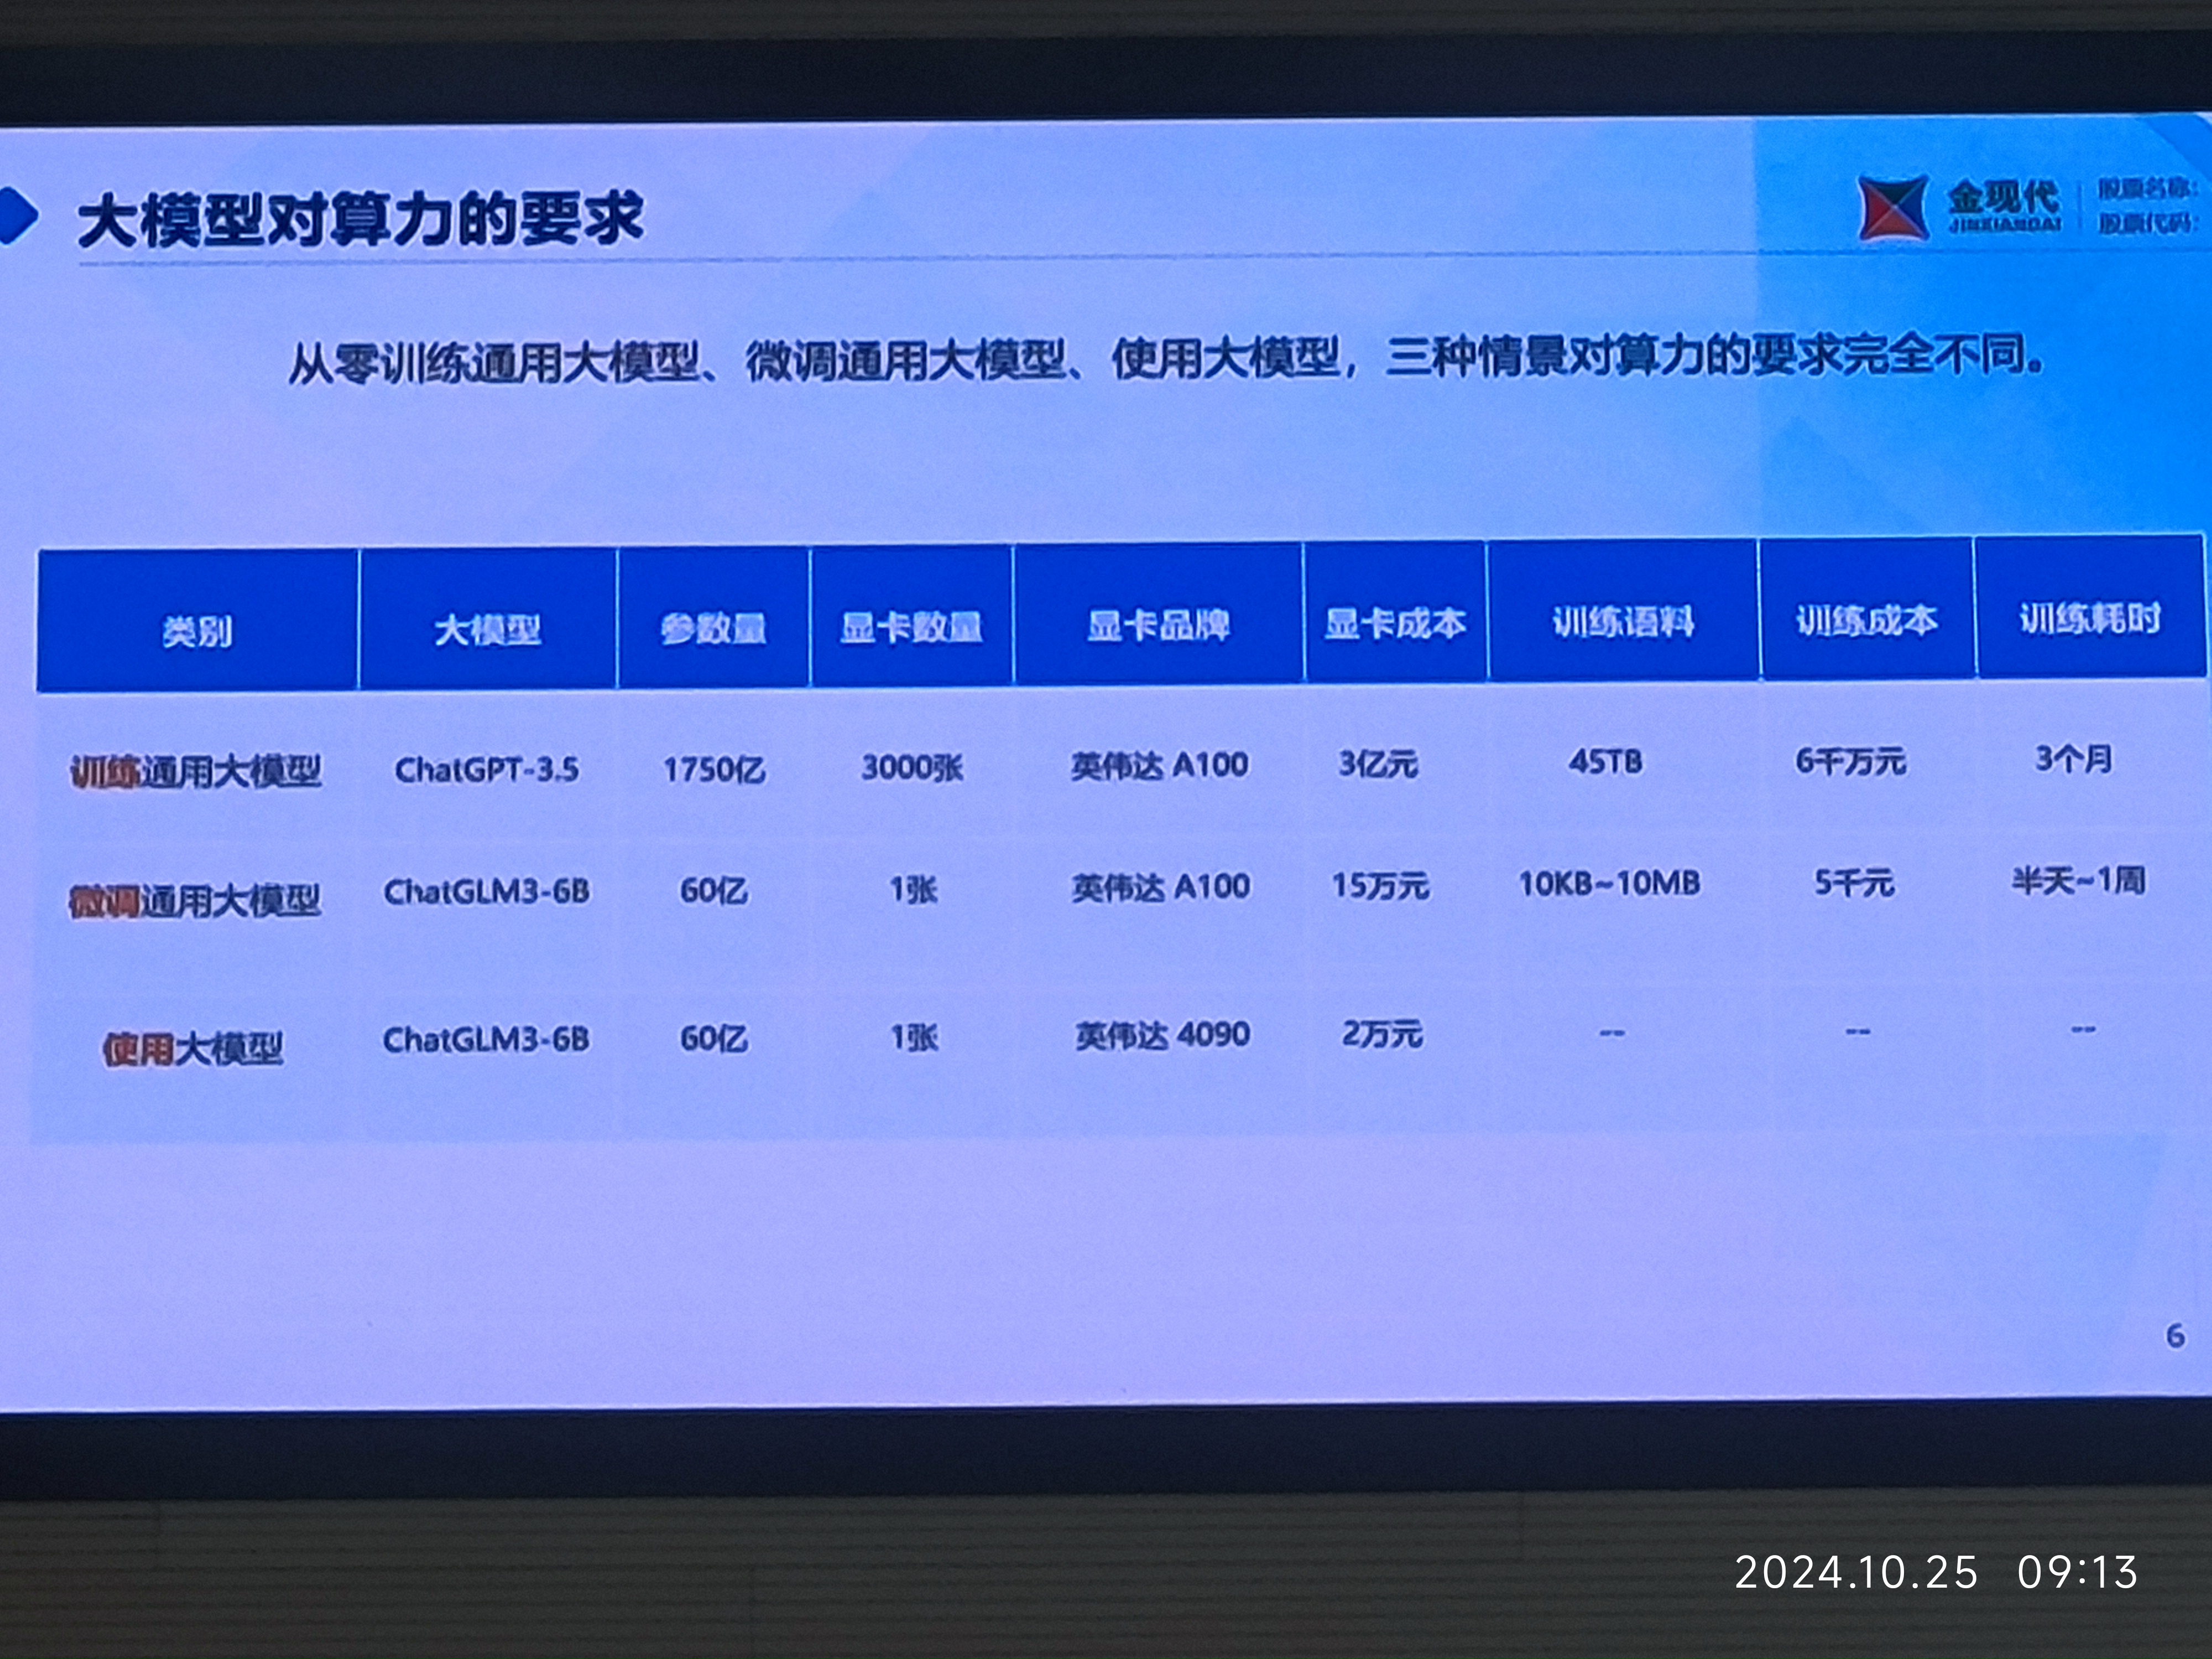 大模型对算力的要求
金现代
JINXIANDAI
股票名称:
股票代码:
从零训练通用大模型、微调通用大模型、使用大模型，三种情景对算力的要求完全不同。
类别 大模型 参数量 显卡数量 显卡品牌 显卡成本 训练语料 训练成本 训练耗时
训练通用大模型 ChatGPT-3.5 1750亿 3000张 英伟达 A100 3亿元 45TB 6千万元 3个月
微调通用大模型 ChatGLM3-6B 60亿 1张 英伟达 A100 15万元 10KB~10MB 5千元 半天~1周
使用大模型 ChatGLM3-6B 60亿 1张 英伟达 4090 2万元 -- -- --
6
2024.10.25 09:13